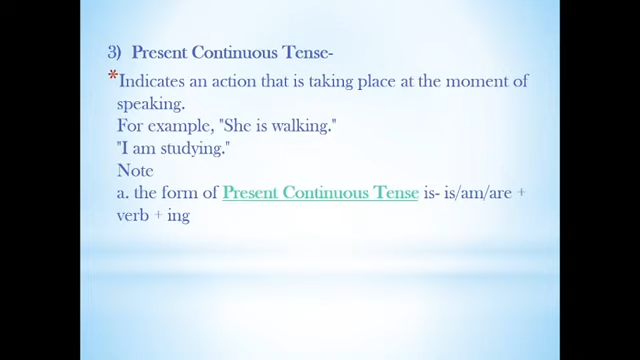 3) Present Continuous Tense-
*Indicates an action that is taking place at the moment of
speaking.
For example, "She is walking."
"I am studying."
Note
a. the form of Present Continuous Tense is- is/am/are +
verb + ing